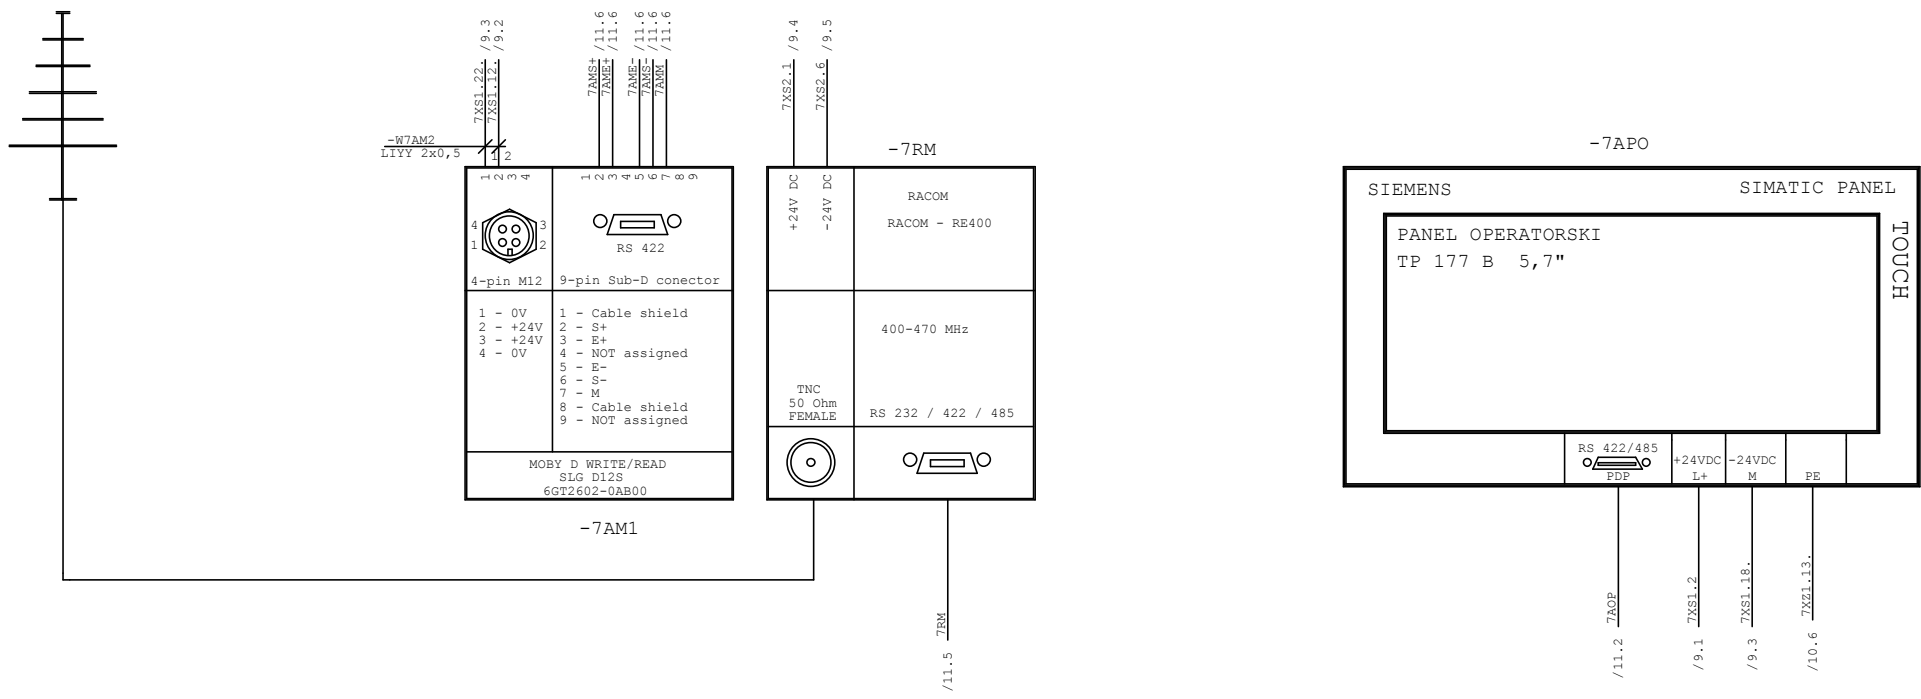 /9.3
/9.2
7XS1.22.
7XS1.12.
/11.6
/11.6
/11.6
/11.6
/11.6
7AMS+
7AME+
7AME-
7AMS-
7AMM
/9.4
/9.5
7XS2.1
7XS2.6
-W7AM2
LIYY 2x0,5
1 2
1 2 3 4
1 2 3 4 5 6 7 8 9
4 3
1 2
RS 422
4-pin M12
9-pin Sub-D conector
1 - 0V
2 - +24V
3 - +24V
4 - 0V
1 - Cable shield
2 - S+
3 - E+
4 - NOT assigned
5 - E-
6 - S-
7 - M
8 - Cable shield
9 - NOT assigned
MOBY D WRITE/READ
SLG D12S
6GT2602-0AB00
-7AM1
-7RM
+24V DC
-24V DC
RACOM
RACOM - RE400
400-470 MHz
TNC
50 Ohm
FEMALE
RS 232 / 422 / 485
7RM
/11.5
-7APO
SIEMENS
SIMATIC PANEL
TOUCH
PANEL OPERATORSKI
TP 177 B 5,7"
RS 422/485
PDP
+24VDC
L+
-24VDC
M
PE
7AOP
7XS1.2
7XS1.18.
7XZ1.13.
/11.2
/9.1
/9.3
/10.6